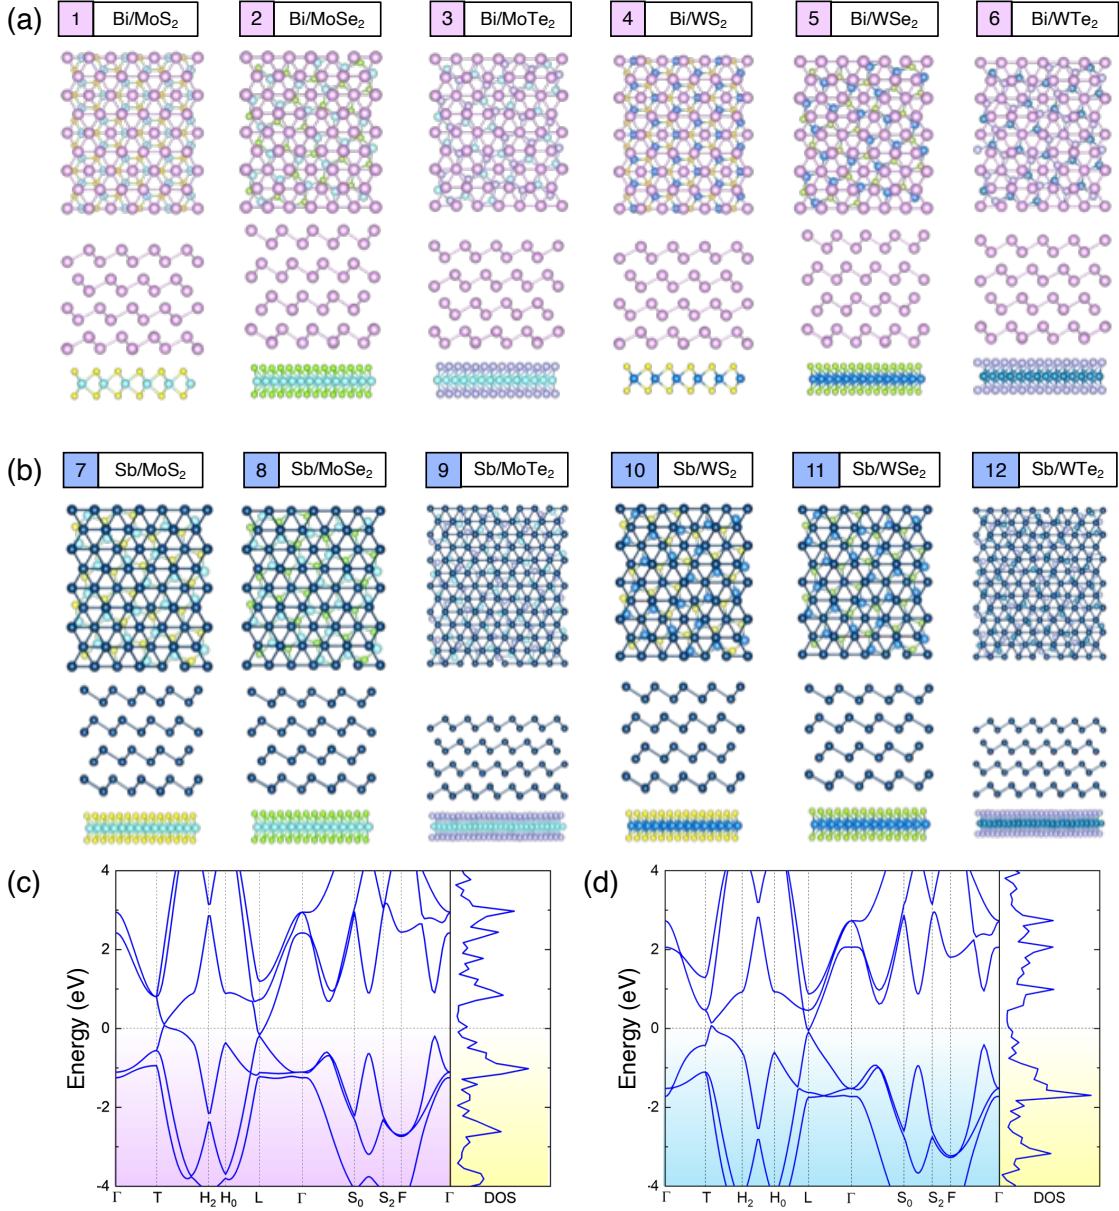 (a)
1 Bi/MoS₂
2 Bi/MoSe₂
3 Bi/MoTe₂
4 Bi/WS₂
5 Bi/WSe₂
6 Bi/WTe₂
(b)
7 Sb/MoS₂
8 Sb/MoSe₂
9 Sb/MoTe₂
10 Sb/WS₂
11 Sb/WSe₂
12 Sb/WTe₂
(c)
4
2
0
-2
-4
Energy (eV)
Γ T H₂ H₀ L Γ S₀ S₂ F Γ DOS
(d)
4
2
0
-2
-4
Energy (eV)
Γ T H₂ H₀ L Γ S₀ S₂ F Γ DOS